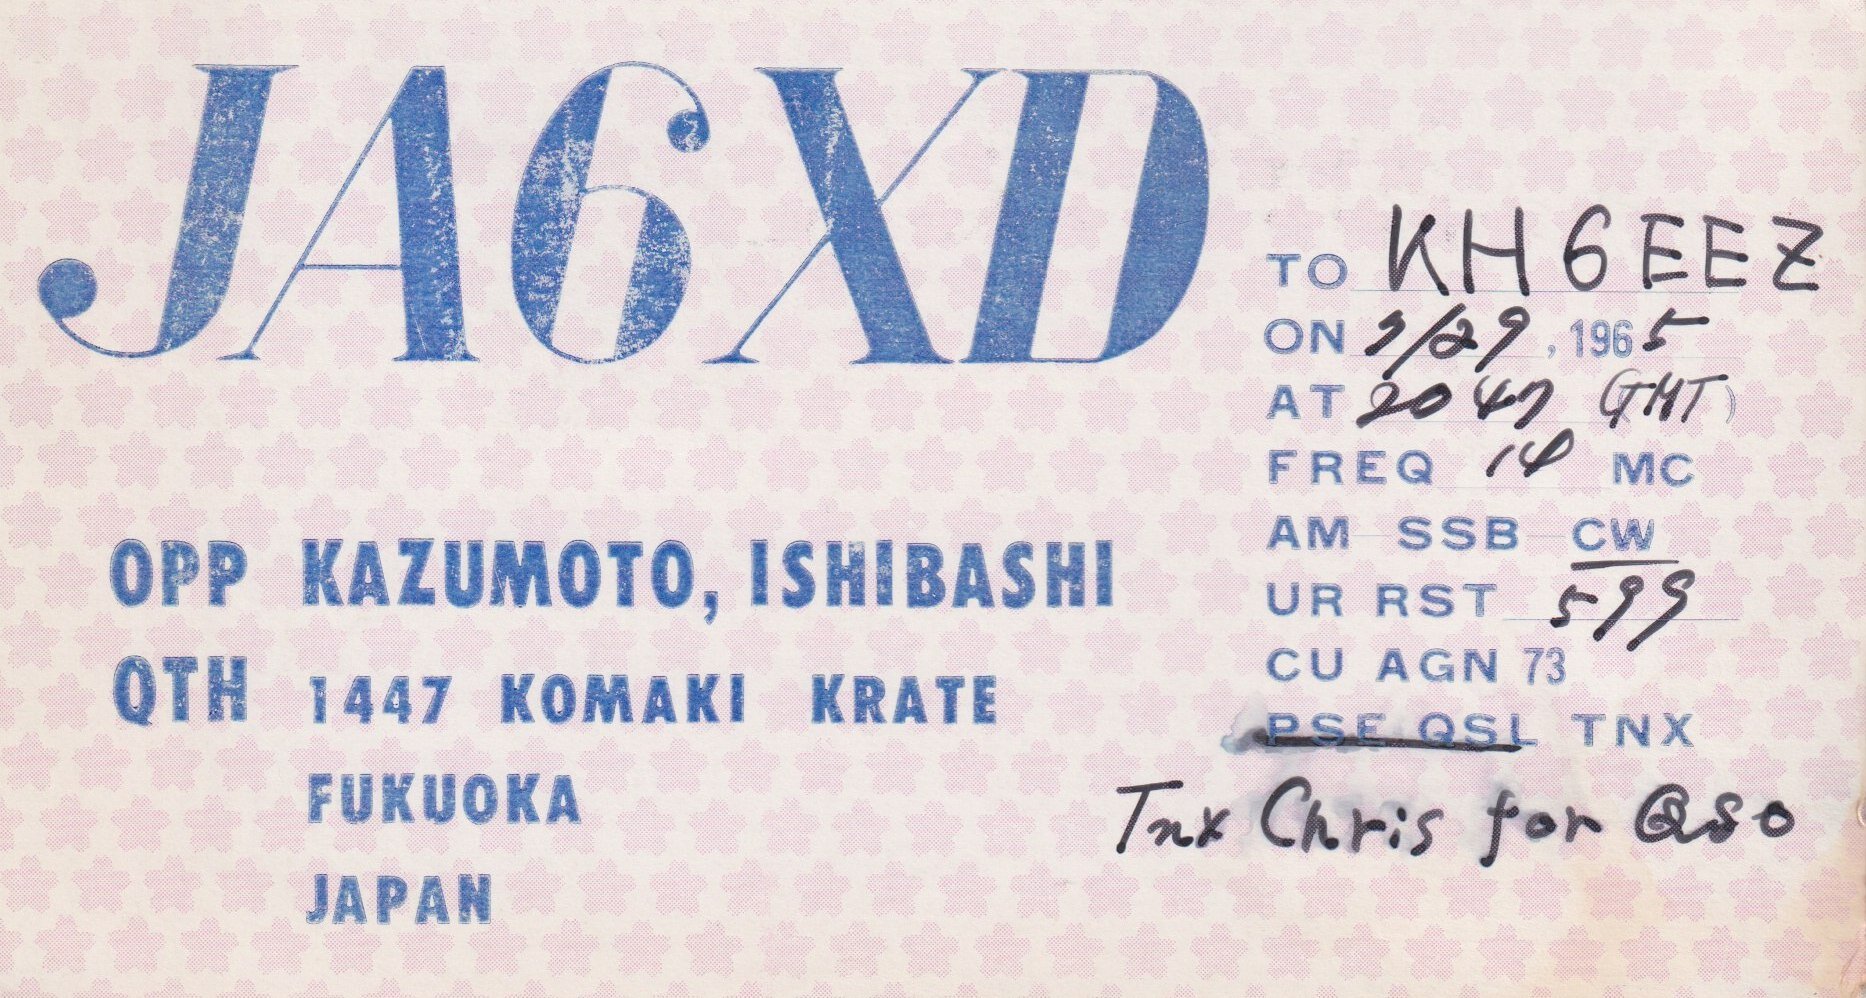 JA6XD
TO KH6EEZ
ON /29, 1965
AT 2047 (GMT)
FREQ 14 MC
AM SSB CW
UR RST 599
CU AGN 73
PSE QSL TNX
Tnx Chris for QSO
OPP KAZUMOTO, ISHIBASHI
QTH 1447 KOMAKI KRATE
FUKUOKA
JAPAN